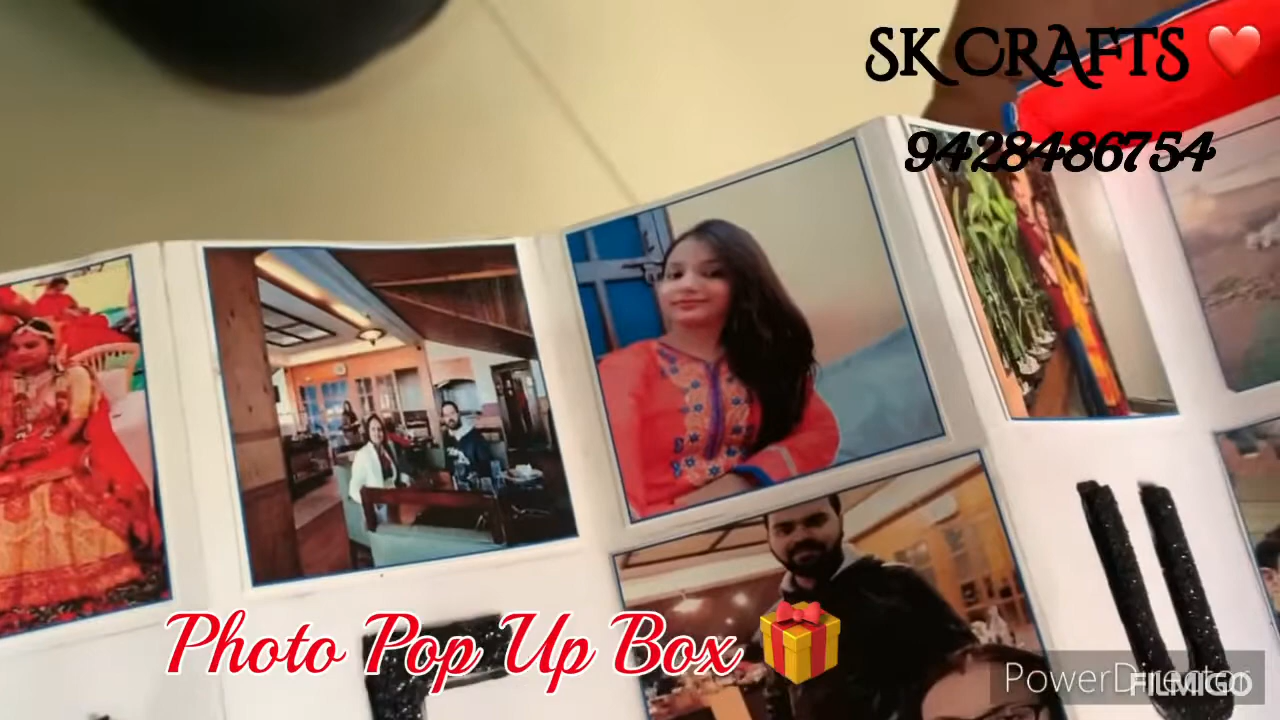 SK CRAFTS ❤️
9428486754
Photo Pop Up Box 🎁
PowerDirector
FILMIGO